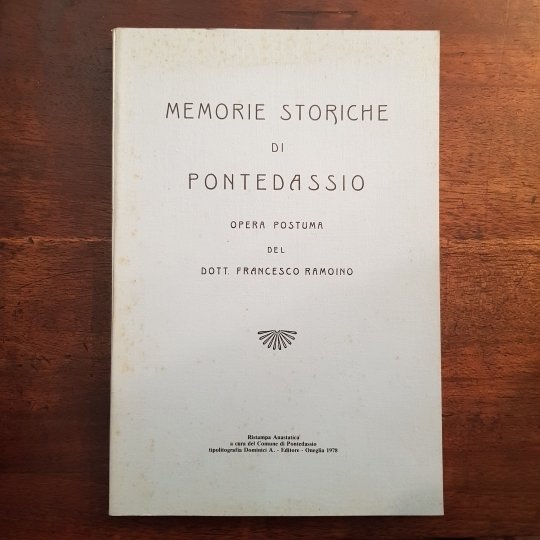 MEMORIE STORICHE
DI
PONTEDASSIO
OPERA POSTUMA
DEL
DOTT. FRANCESCO RAMOINO
Ristampa Anastatica
a cura del Comune di Pontedassio
tipolitografia Dominici A. - Editore - Oneglia 1978